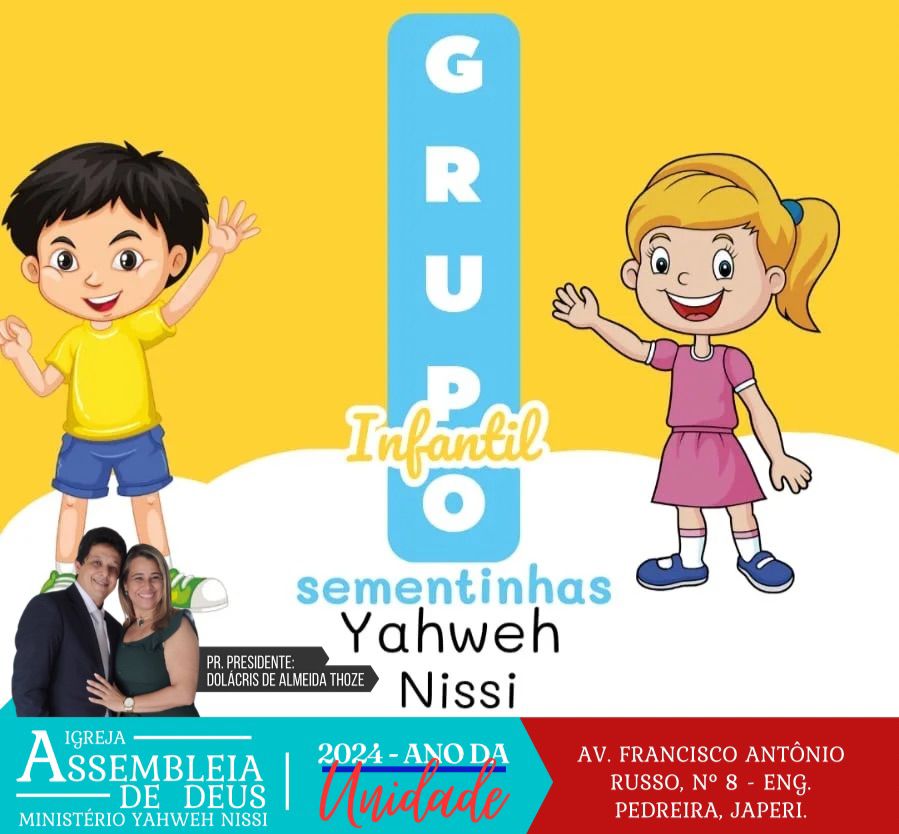 GRUPO
Infantil
sementinhas
Yahweh
Nissi
PR. PRESIDENTE:
DOLÁCRIS DE ALMEIDA THOZE
IGREJA
ASSEMBLEIA
DE DEUS
MINISTÉRIO YAHWEH NISSI
2024 - ANO DA
Unidade
AV. FRANCISCO ANTÔNIO
RUSSO, Nº 8 - ENG.
PEDREIRA, JAPERI.